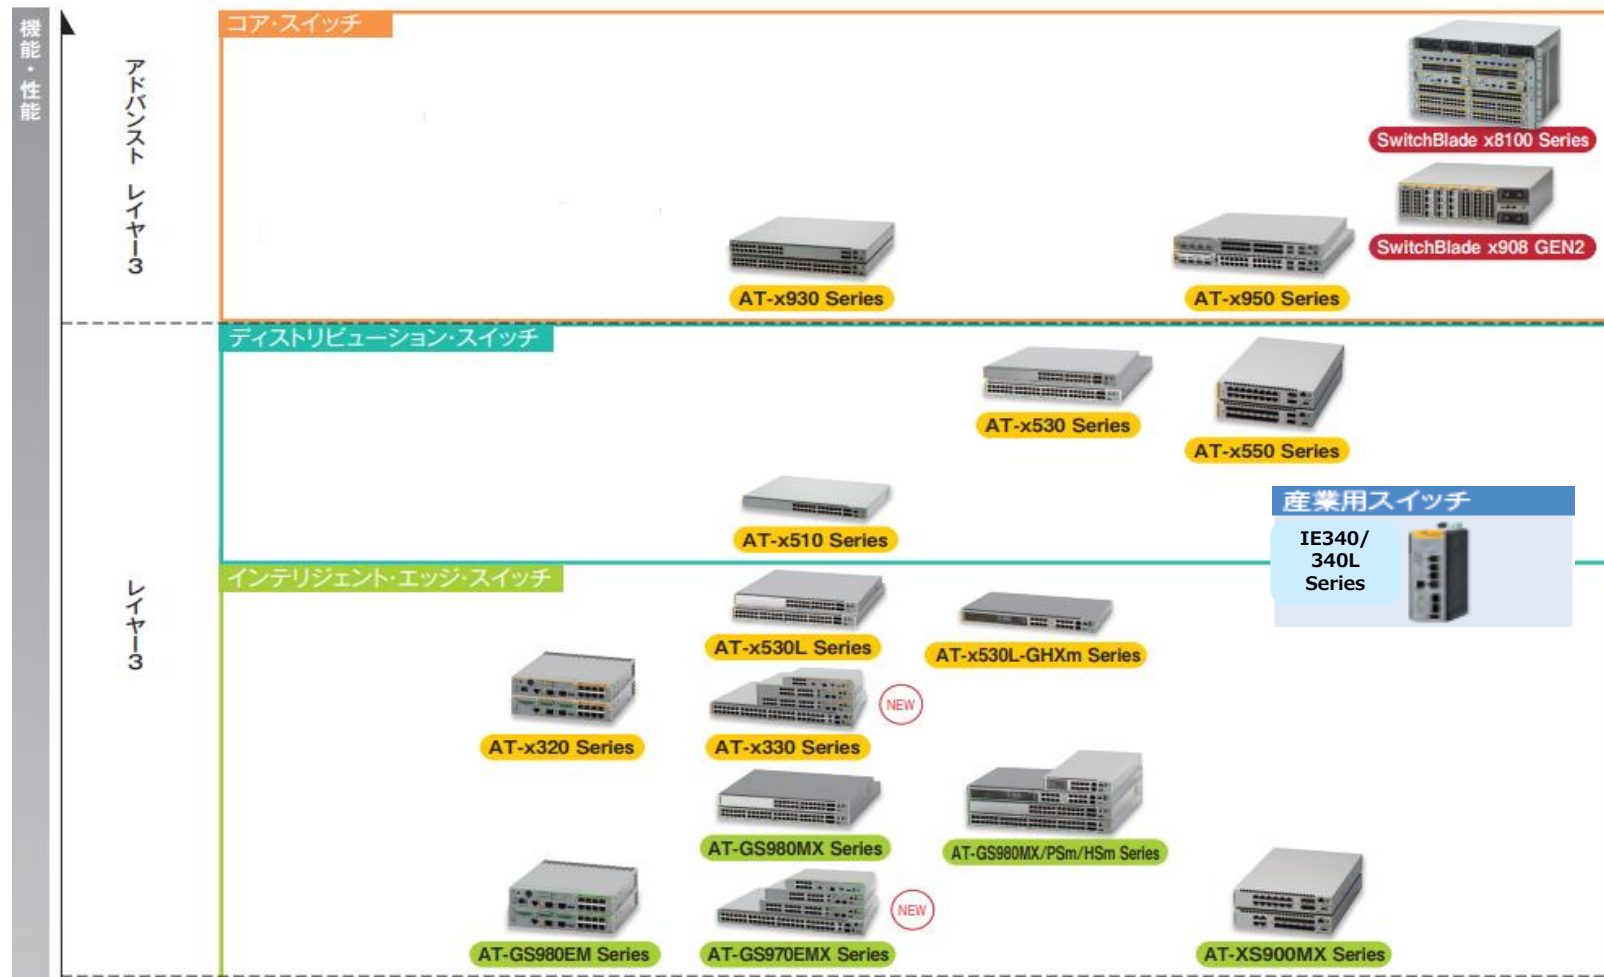 機能・性能
アドバンスト レイヤー3
コア・スイッチ
SwitchBlade x8100 Series
SwitchBlade x908 GEN2
AT-x930 Series
AT-x950 Series
ディストリビューション・スイッチ
AT-x530 Series
AT-x550 Series
AT-x510 Series
産業用スイッチ
IE340/
340L
Series
レイヤー3
インテリジェント・エッジ・スイッチ
AT-x530L Series
AT-x530L-GHXm Series
AT-x320 Series
AT-x330 Series
NEW
AT-GS980MX Series
AT-GS980MX/PSm/HSm Series
AT-GS980EM Series
AT-GS970EMX Series
NEW
AT-XS900MX Series